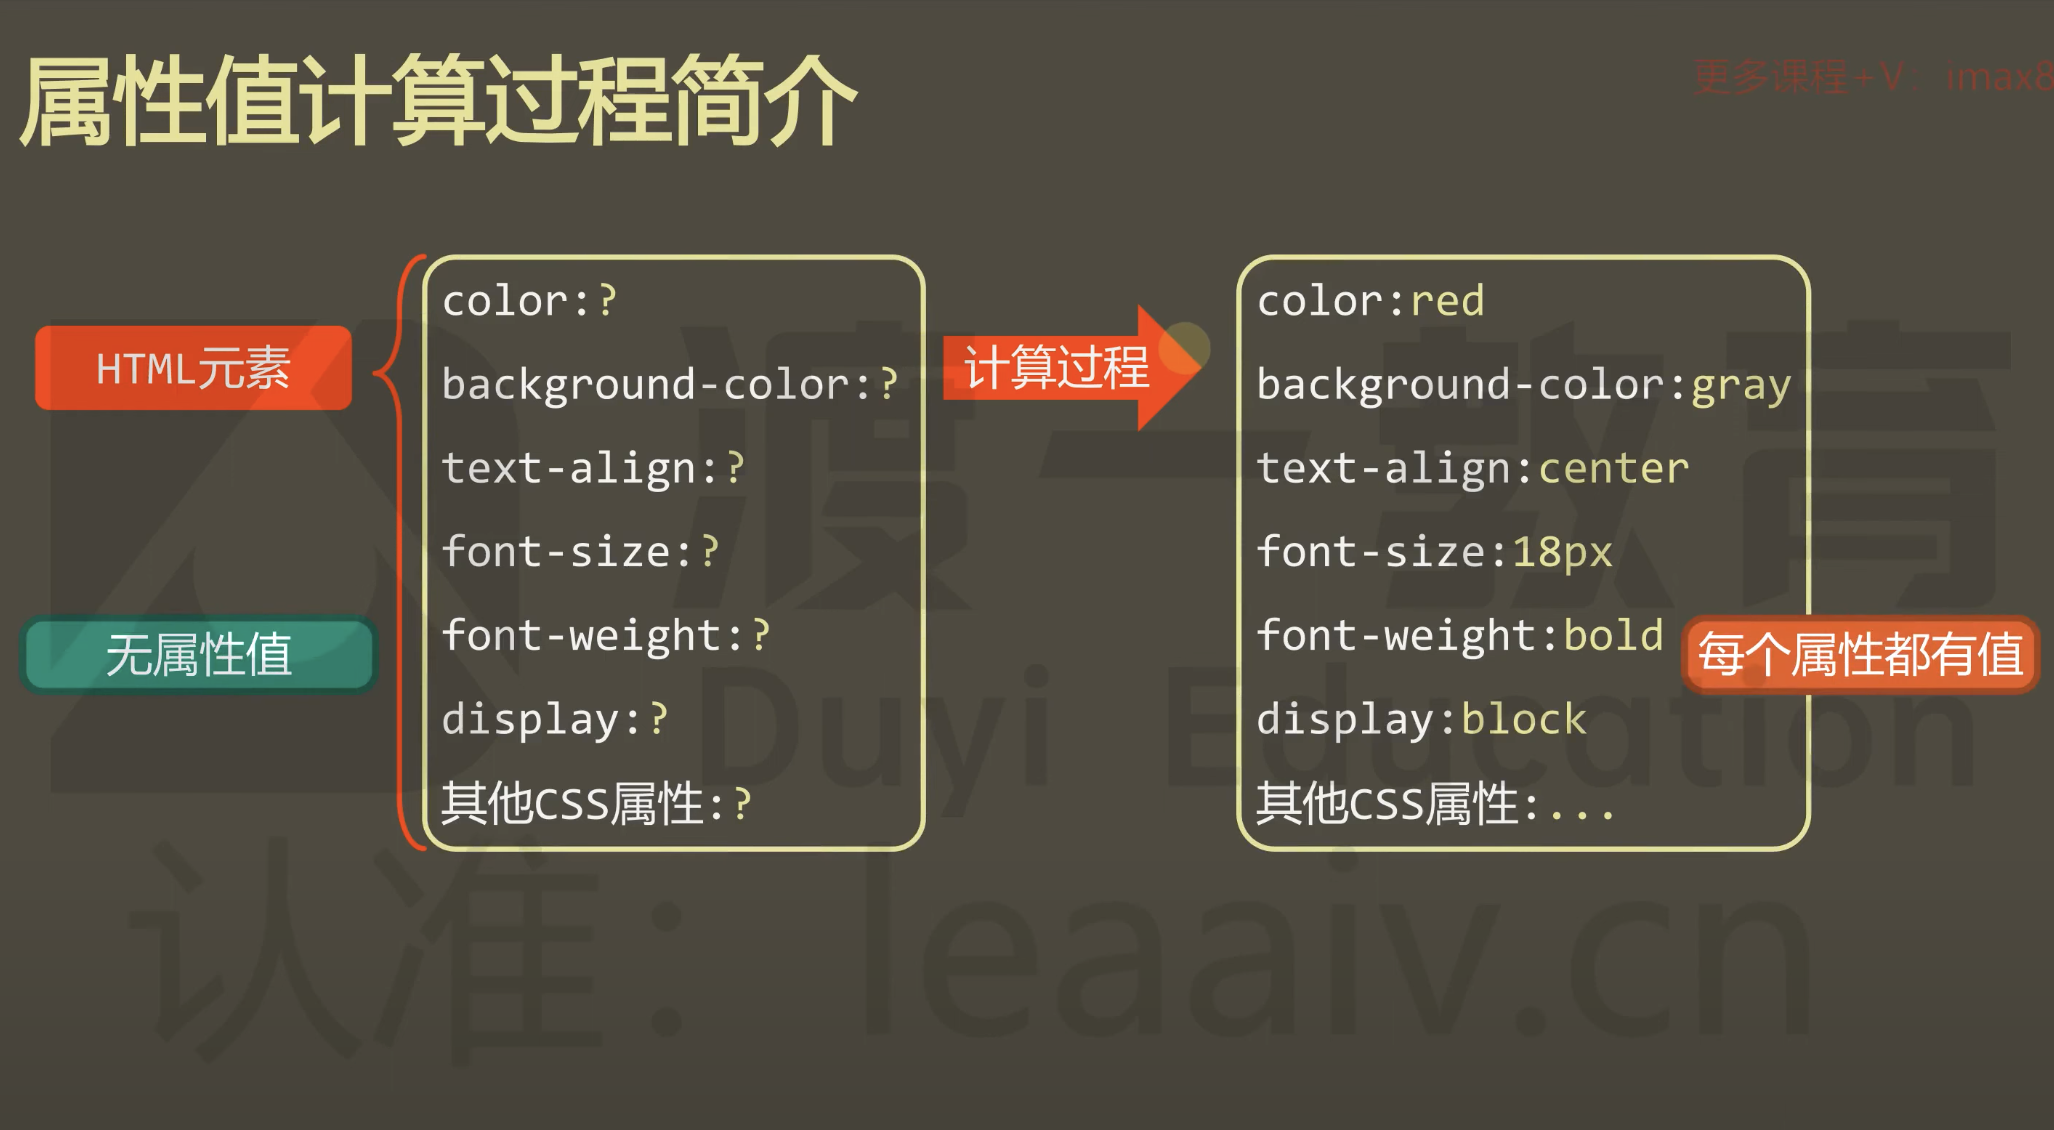 属性值计算过程简介
更多课程+V：imax8
HTML元素
无属性值
color:?
background-color:?
text-align:?
font-size:?
font-weight:?
display:?
其他CSS属性:?
计算过程
color:red
background-color:gray
text-align:center
font-size:18px
font-weight:bold
display:block
其他CSS属性:...
每个属性都有值
渡一教育
Duyi Education
认准：leaaiv.cn